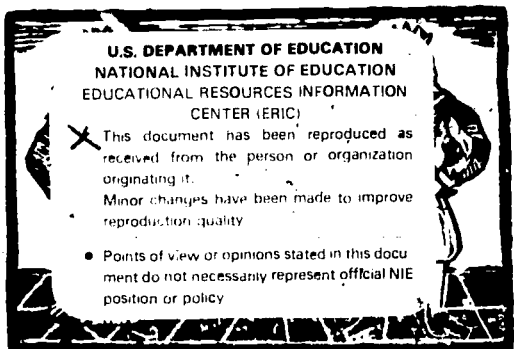 U.S. DEPARTMENT OF EDUCATION
NATIONAL INSTITUTE OF EDUCATION
EDUCATIONAL RESOURCES INFORMATION
CENTER (ERIC)
This document has been reproduced as
received from the person or organization
originating it.
Minor changes have been made to improve
reproduction quality
• Points of view or opinions stated in this docu
ment do not necessarily represent official NIE
position or policy